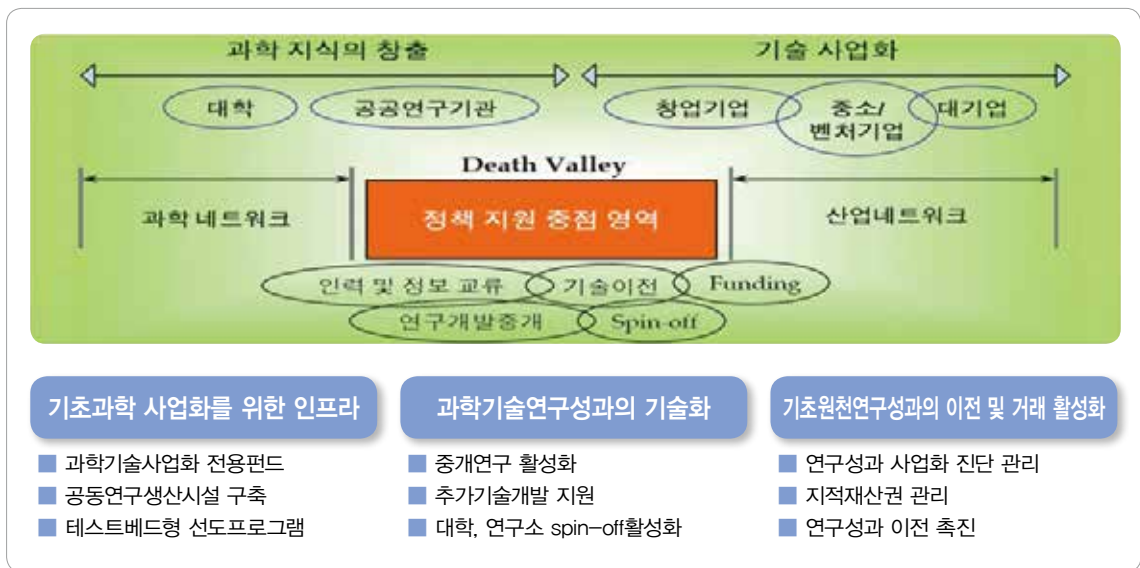 과학 지식의 창출
기술 사업화
대학
공공연구기관
창업기업
중소/
벤처기업
대기업
Death Valley
과학 네트워크
정책 지원 중점 영역
산업네트워크
인력 및 정보 교류
기술이전
Funding
연구개발중개
Spin-off
기초과학 사업화를 위한 인프라
■ 과학기술사업화 전용펀드
■ 공동연구생산시설 구축
■ 테스트베드형 선도프로그램
과학기술연구성과의 기술화
■ 중개연구 활성화
■ 추가기술개발 지원
■ 대학, 연구소 spin-off활성화
기초원천연구성과의 이전 및 거래 활성화
■ 연구성과 사업화 진단 관리
■ 지적재산권 관리
■ 연구성과 이전 촉진